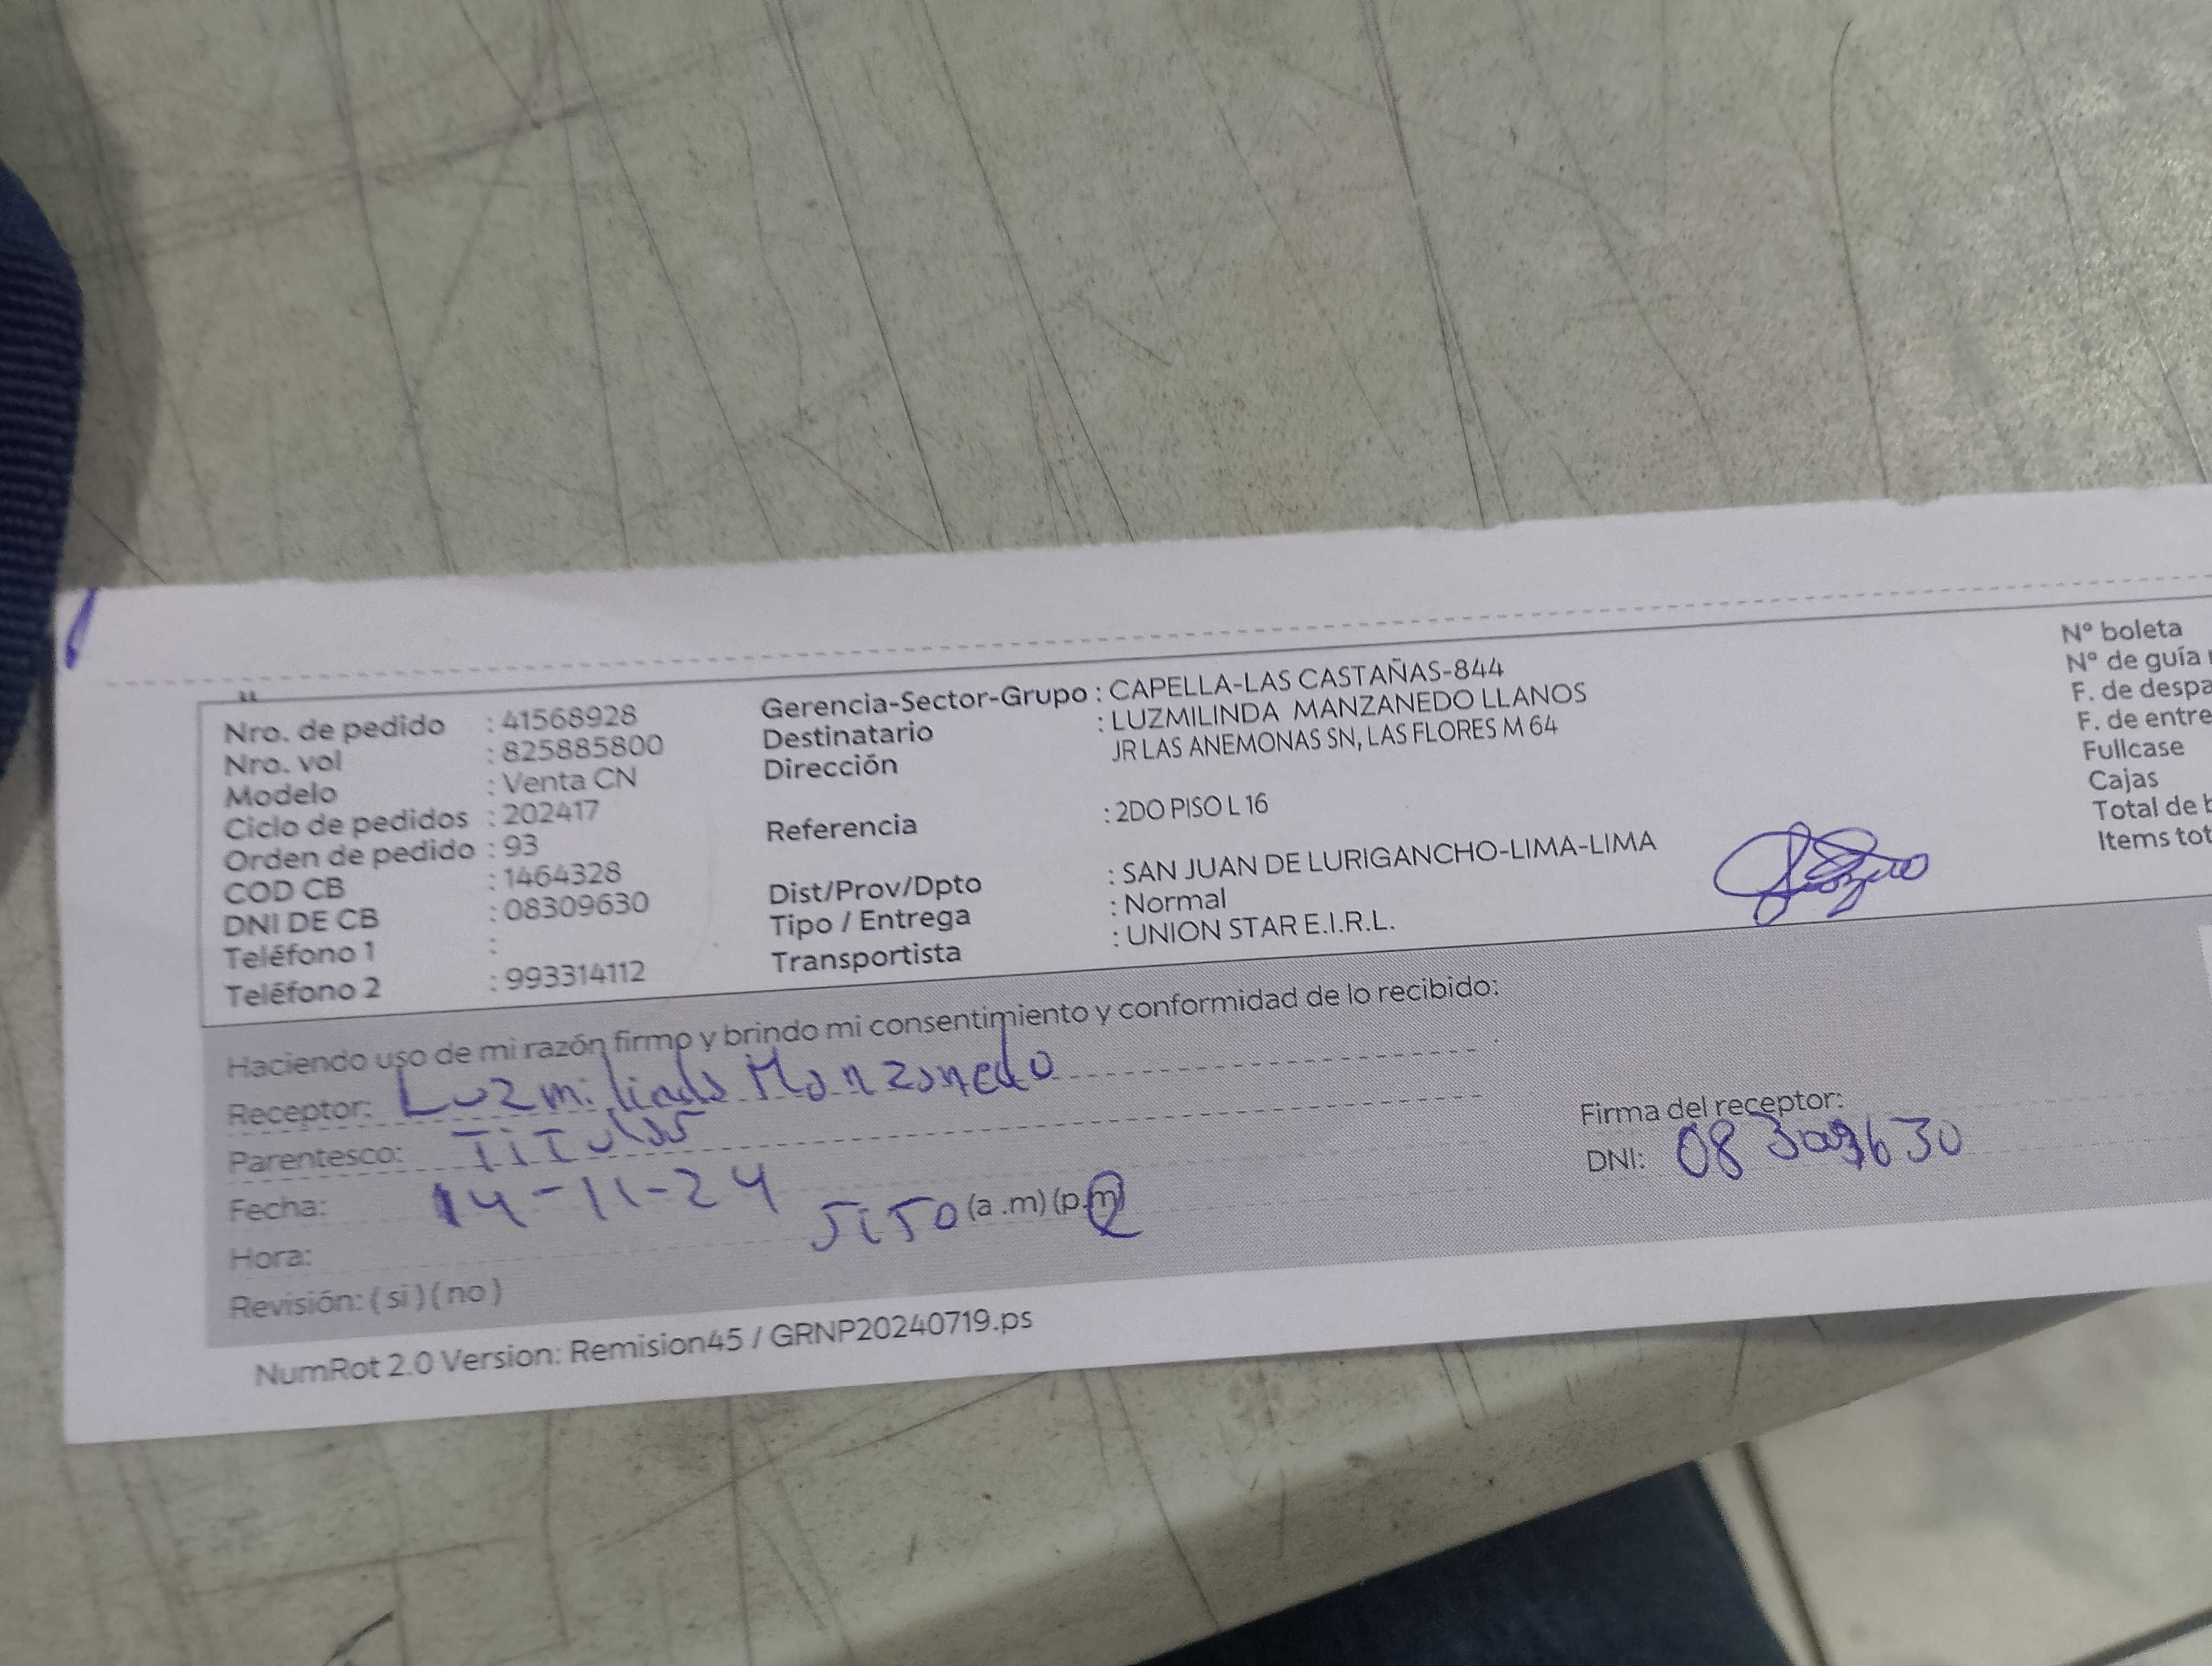 Nro. de pedido : 41568928
Nro. vol : 825885800
Modelo : Venta CN
Ciclo de pedidos : 202417
Orden de pedido : 93
COD CB : 1464328
DNI DE CB : 08309630
Teléfono 1 :
Teléfono 2 : 993314112
Gerencia-Sector-Grupo : CAPELLA-LAS CASTAÑAS-844
Destinatario : LUZMILINDA MANZANEDO LLANOS
Dirección JR LAS ANEMONAS SN, LAS FLORES M 64
Referencia : 2DO PISO L 16
Dist/Prov/Dpto : SAN JUAN DE LURIGANCHO-LIMA-LIMA
Tipo / Entrega : Normal
Transportista : UNION STAR E.I.R.L.
N° boleta
N° de guía
F. de despa
F. de entre
Fullcase
Cajas
Total de
Items tot
Haciendo uso de mi razón firmo y brindo mi consentimiento y conformidad de lo recibido:
Receptor: Luzmilinda Manzanedo
Parentesco: TiTular
Fecha: 14-11-24
Hora: (a .m) (p.m)
Revisión: ( si ) ( no )
Firma del receptor:
DNI: 08309630
NumRot 2.0 Version: Remision45 / GRNP20240719.ps